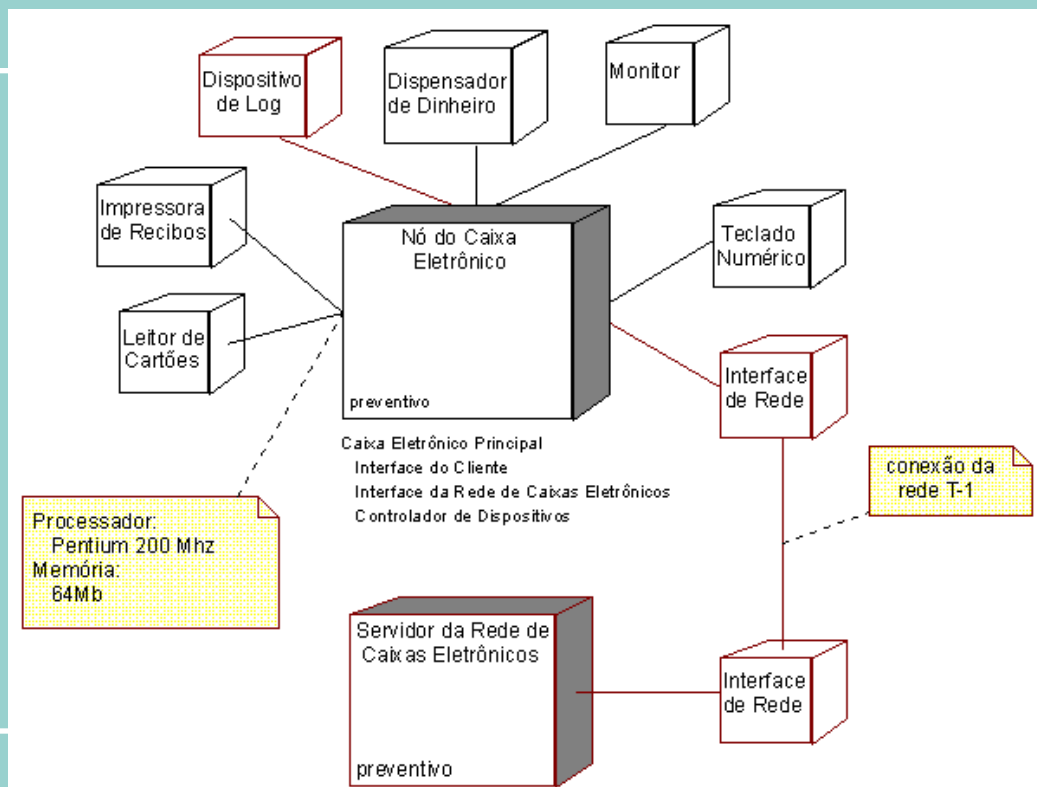 Dispositivo
de Log
Dispensador
de Dinheiro
Monitor
Impressora
de Recibos
Nó do Caixa
Eletrônico
Teclado
Numérico
Leitor de
Cartões
Interface
de Rede
preventivo
Caixa Eletrônico Principal
Interface do Cliente
Interface da Rede de Caixas Eletrônicos
Controlador de Dispositivos
conexão da
rede T-1
Processador:
Pentium 200 Mhz
Memória:
64Mb
Servidor da Rede de
Caixas Eletrônicos
Interface
de Rede
preventivo